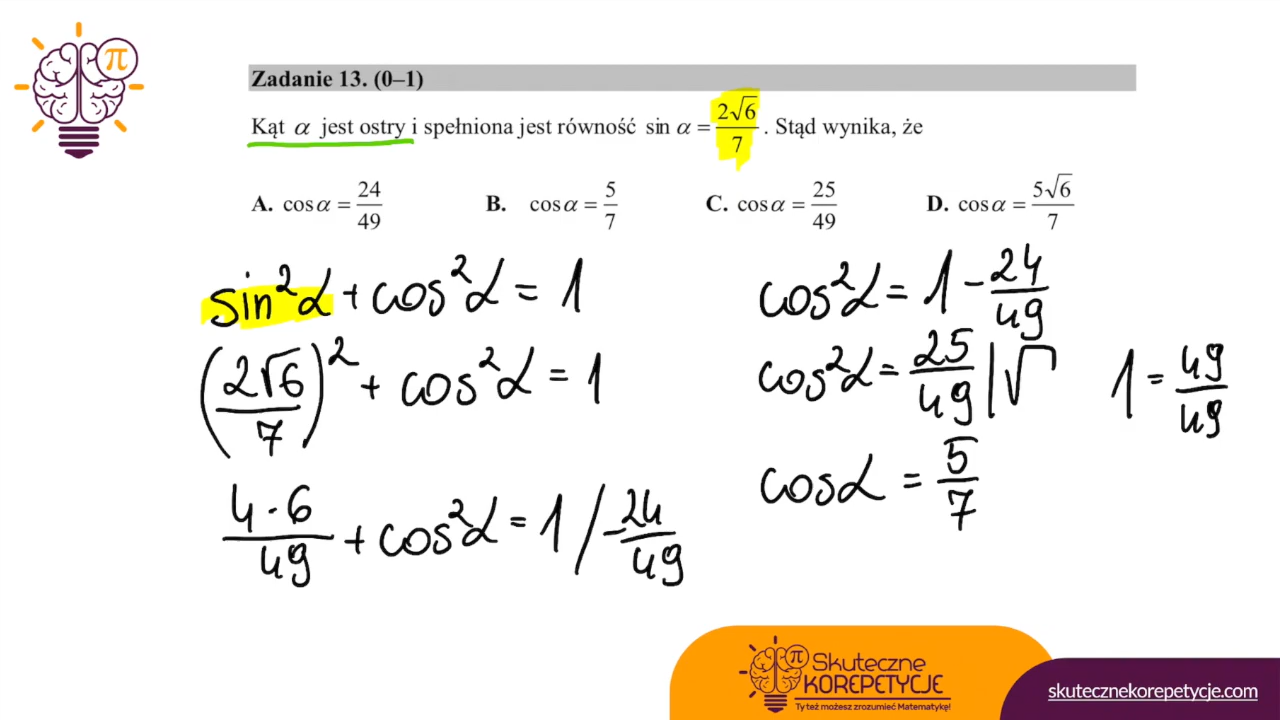 π
Zadanie 13. (0–1)
Kąt α jest ostry i spełniona jest równość sin α = 2√6/7. Stąd wynika, że
A. cos α = 24/49 B. cos α = 5/7 C. cos α = 25/49 D. cos α = 5√6/7
sin²α + cos²α = 1
(2√6/7)² + cos²α = 1
4·6/49 + cos²α = 1 / -24/49
cos²α = 1 - 24/49
cos²α = 25/49 |√
1 = 49/49
cosα = 5/7
π
Skuteczne
KOREPETYCJE
Ty też możesz zrozumieć Matematykę!
skutecznekorepetycje.com